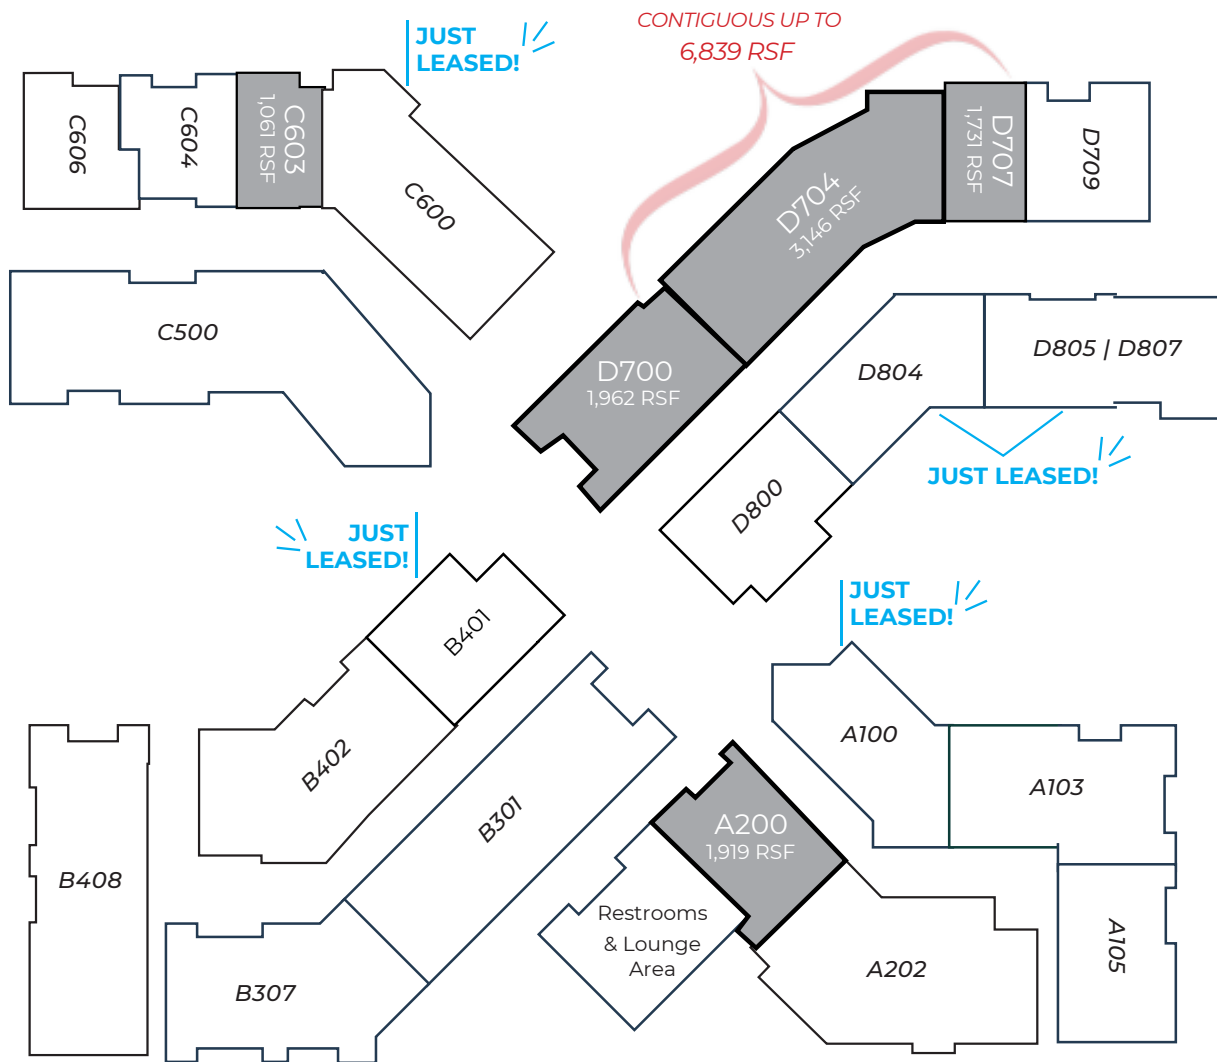 CONTIGUOUS UP TO
6,839 RSF
JUST
LEASED!
C606
C604
C603
1,061 RSF
C600
D704
3,146 RSF
D707
1,731 RSF
D709
C500
D700
1,962 RSF
D804
D805 | D807
JUST LEASED!
D800
JUST
LEASED!
B401
JUST
LEASED!
B402
A100
A103
B301
A200
1,919 RSF
B408
Restrooms
& Lounge
Area
A202
A105
B307